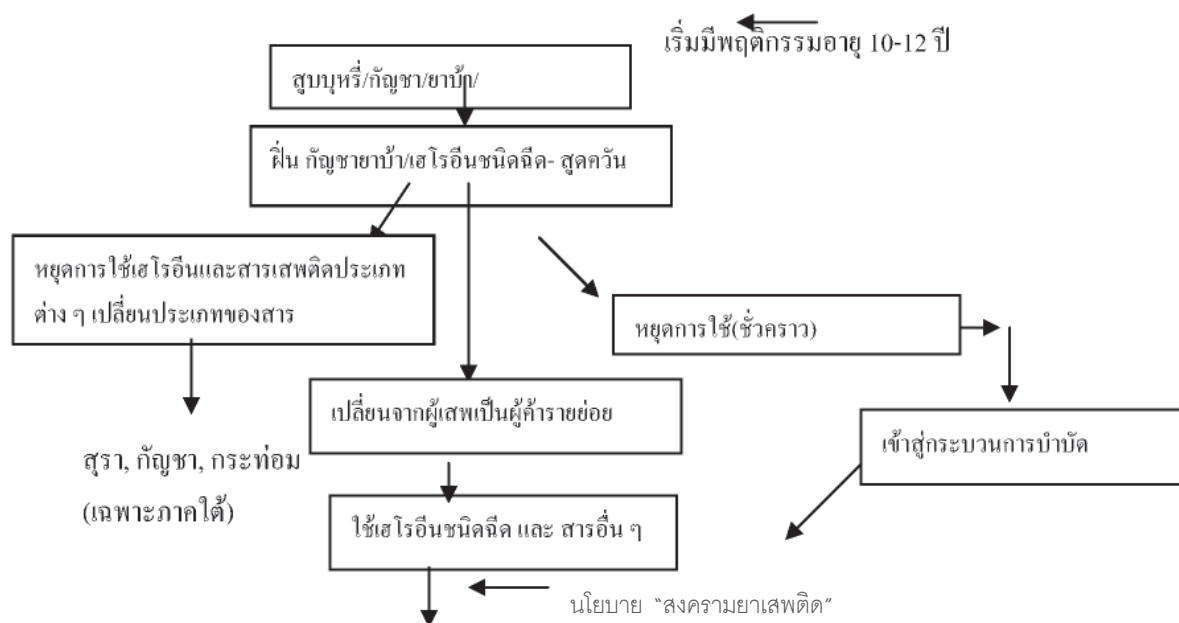 เริ่มมีพฤติกรรมอายุ 10-12 ปี
สูบบุหรี่/กัญชา/ยาบ้า/
ฝิ่น กัญชายาบ้า/เฮโรอีนชนิดฉีด- สูดควัน
หยุดการใช้เฮโรอีนและสารเสพติดประเภท
ต่าง ๆ เปลี่ยนประเภทของสาร
หยุดการใช้(ชั่วคราว)
เปลี่ยนจากผู้เสพเป็นผู้ค้ารายย่อย
เข้าสู่กระบวนการบำบัด
สุรา, กัญชา, กระท่อม
(เฉพาะภาคใต้)
ใช้เฮโรอีนชนิดฉีด และ สารอื่น ๆ
นโยบาย “สงครามยาเสพติด”